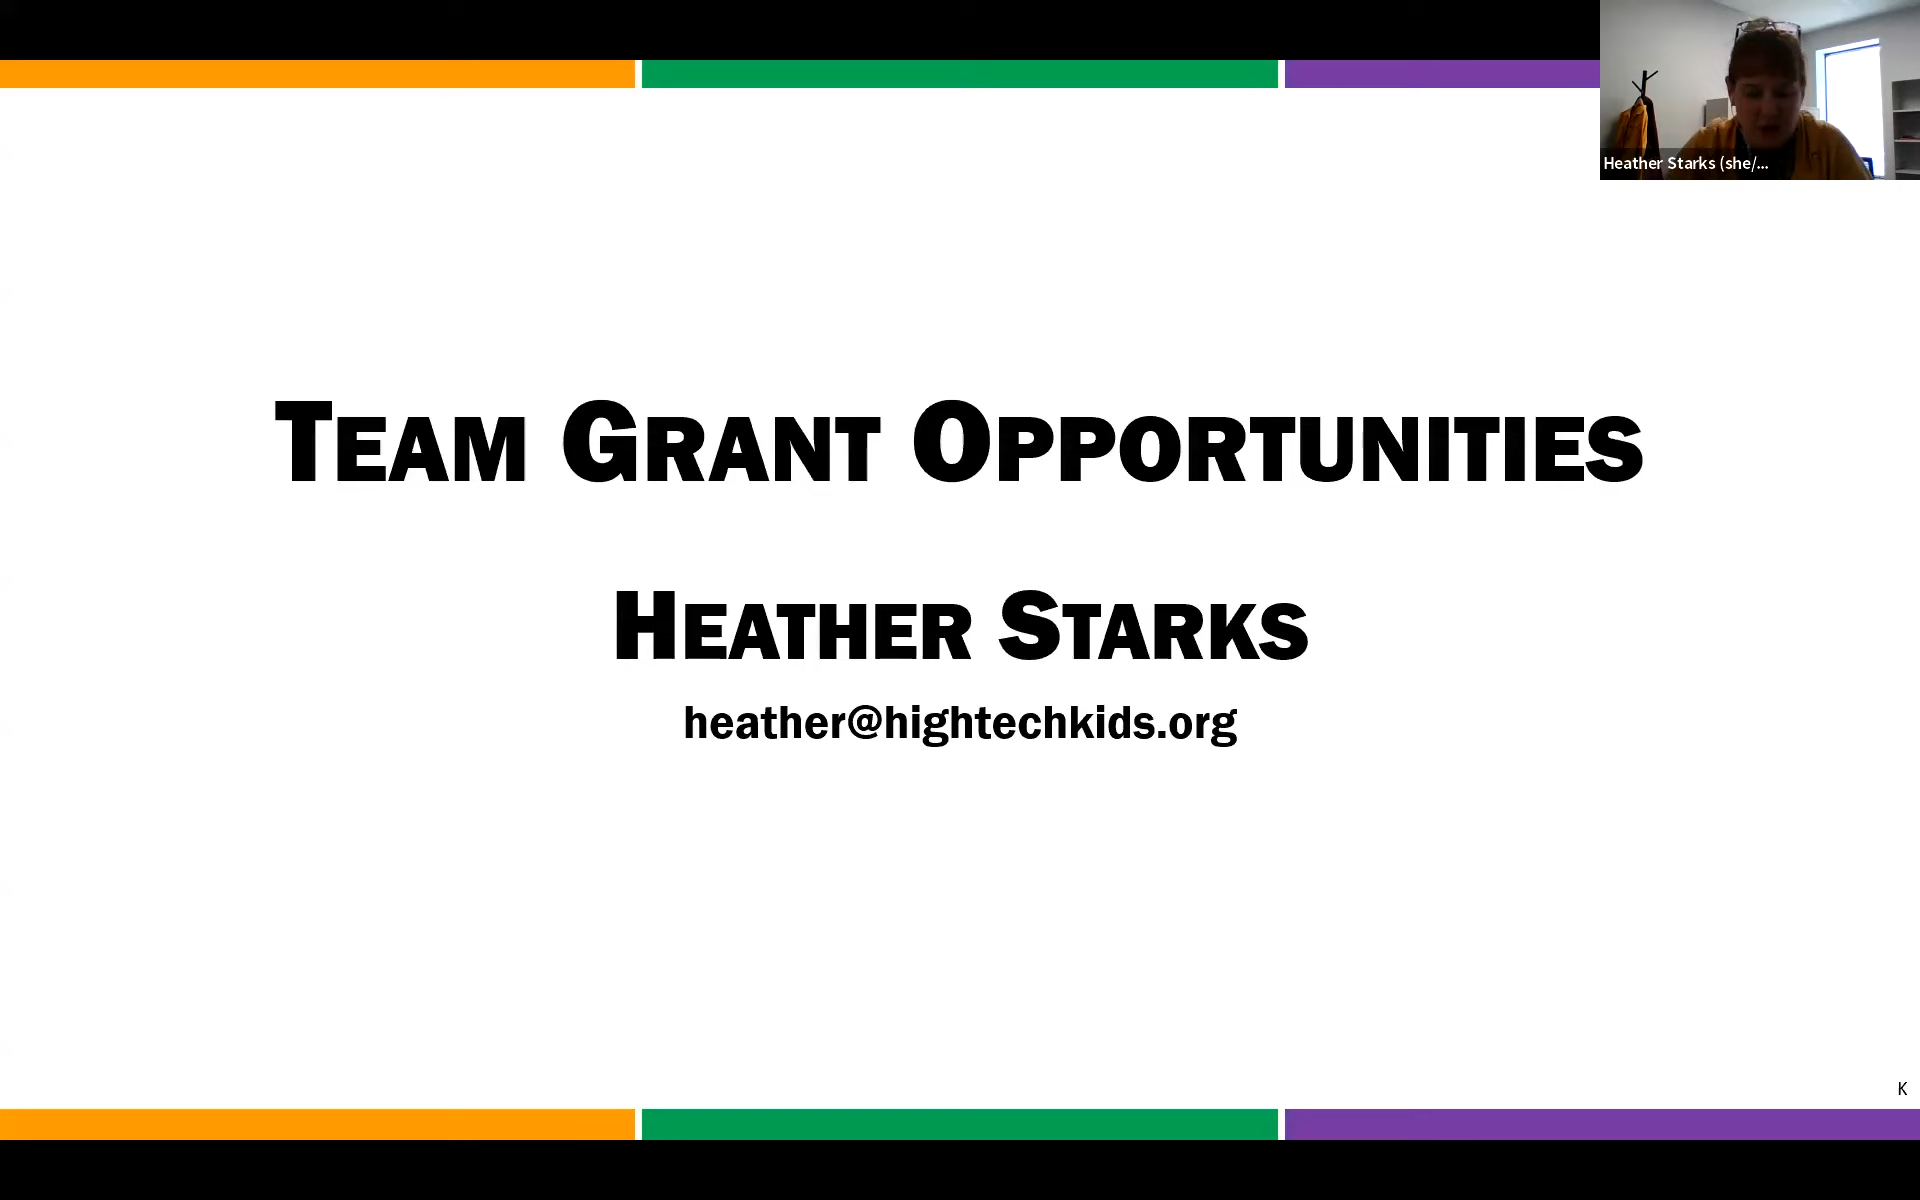 Heather Starks (she/...
TEAM GRANT OPPORTUNITIES
HEATHER STARKS
heather@hightechkids.org
K